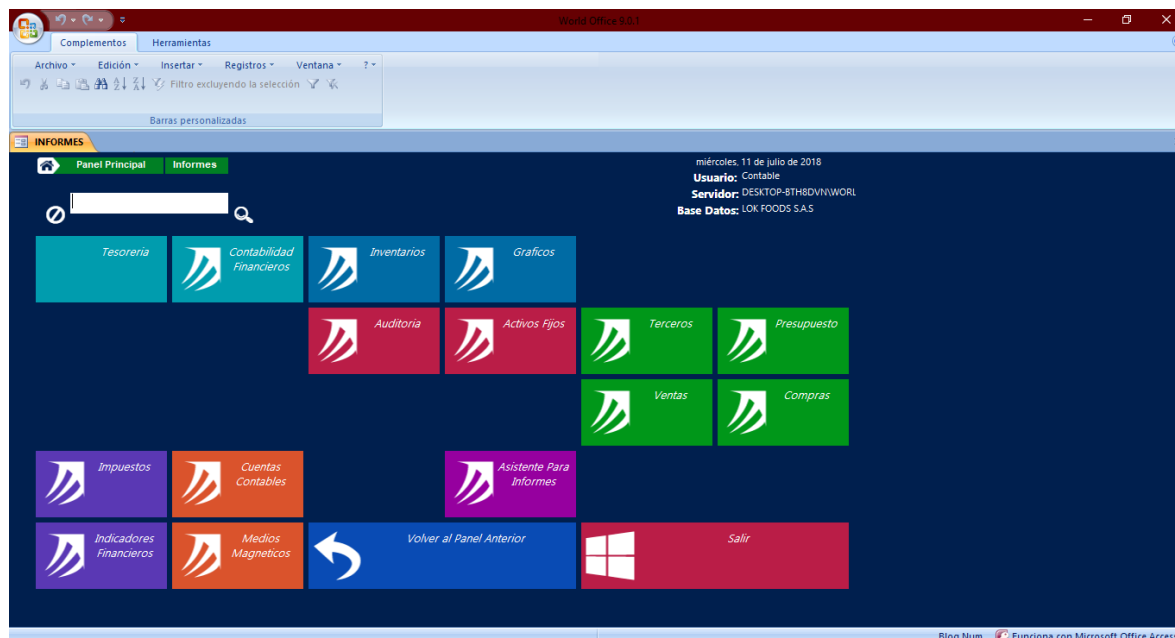 World Office 9.0.1
Complementos Herramientas
Archivo Edición Insertar Registros Ventana ?
Filtro excluyendo la selección
Barras personalizadas
INFORMES
Panel Principal Informes
miércoles, 11 de julio de 2018
Usuario: Contable
Servidor: DESKTOP-8TH8DVN\WORL
Base Datos: LOK FOODS S.A.S
Tesoreria
Contabilidad
Financieros
Inventarios
Graficos
Auditoria
Activos Fijos
Terceros
Presupuesto
Ventas
Compras
Impuestos
Cuentas
Contables
Asistente Para
Informes
Indicadores
Financieros
Medios
Magneticos
Volver al Panel Anterior
Salir
Bloq Num Funciona con Microsoft Office Acces